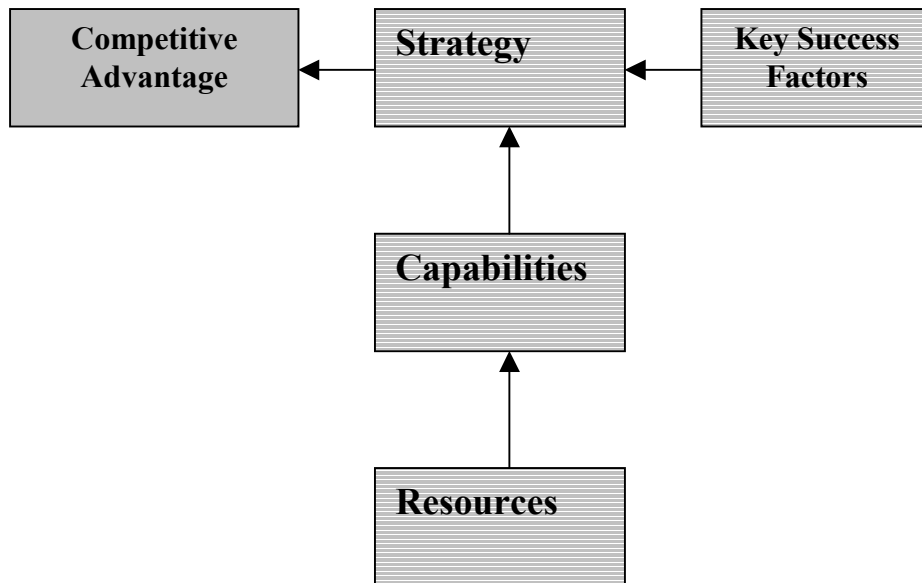 Competitive
Advantage
Strategy
Key Success
Factors
Capabilities
Resources